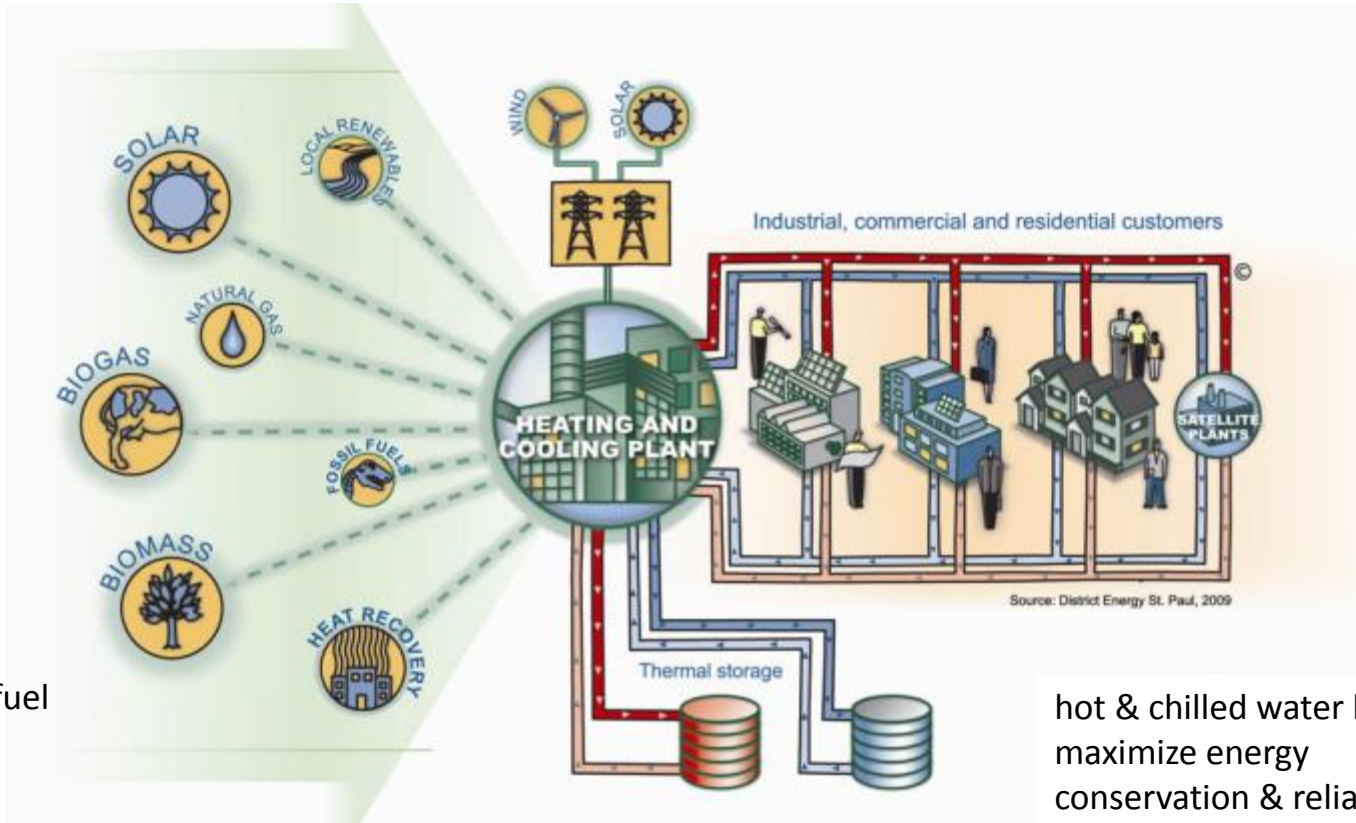 SOLAR
LOCAL RENEWABLES
NATURAL GAS
BIOGAS
FOSSIL FUELS
BIOMASS
HEAT RECOVERY
fuel
WIND
SOLAR
HEATING AND
COOLING PLANT
Industrial, commercial and residential customers
©
SATELLITE
PLANTS
Source: District Energy St. Paul, 2009
Thermal storage
hot & chilled water
maximize energy
conservation &